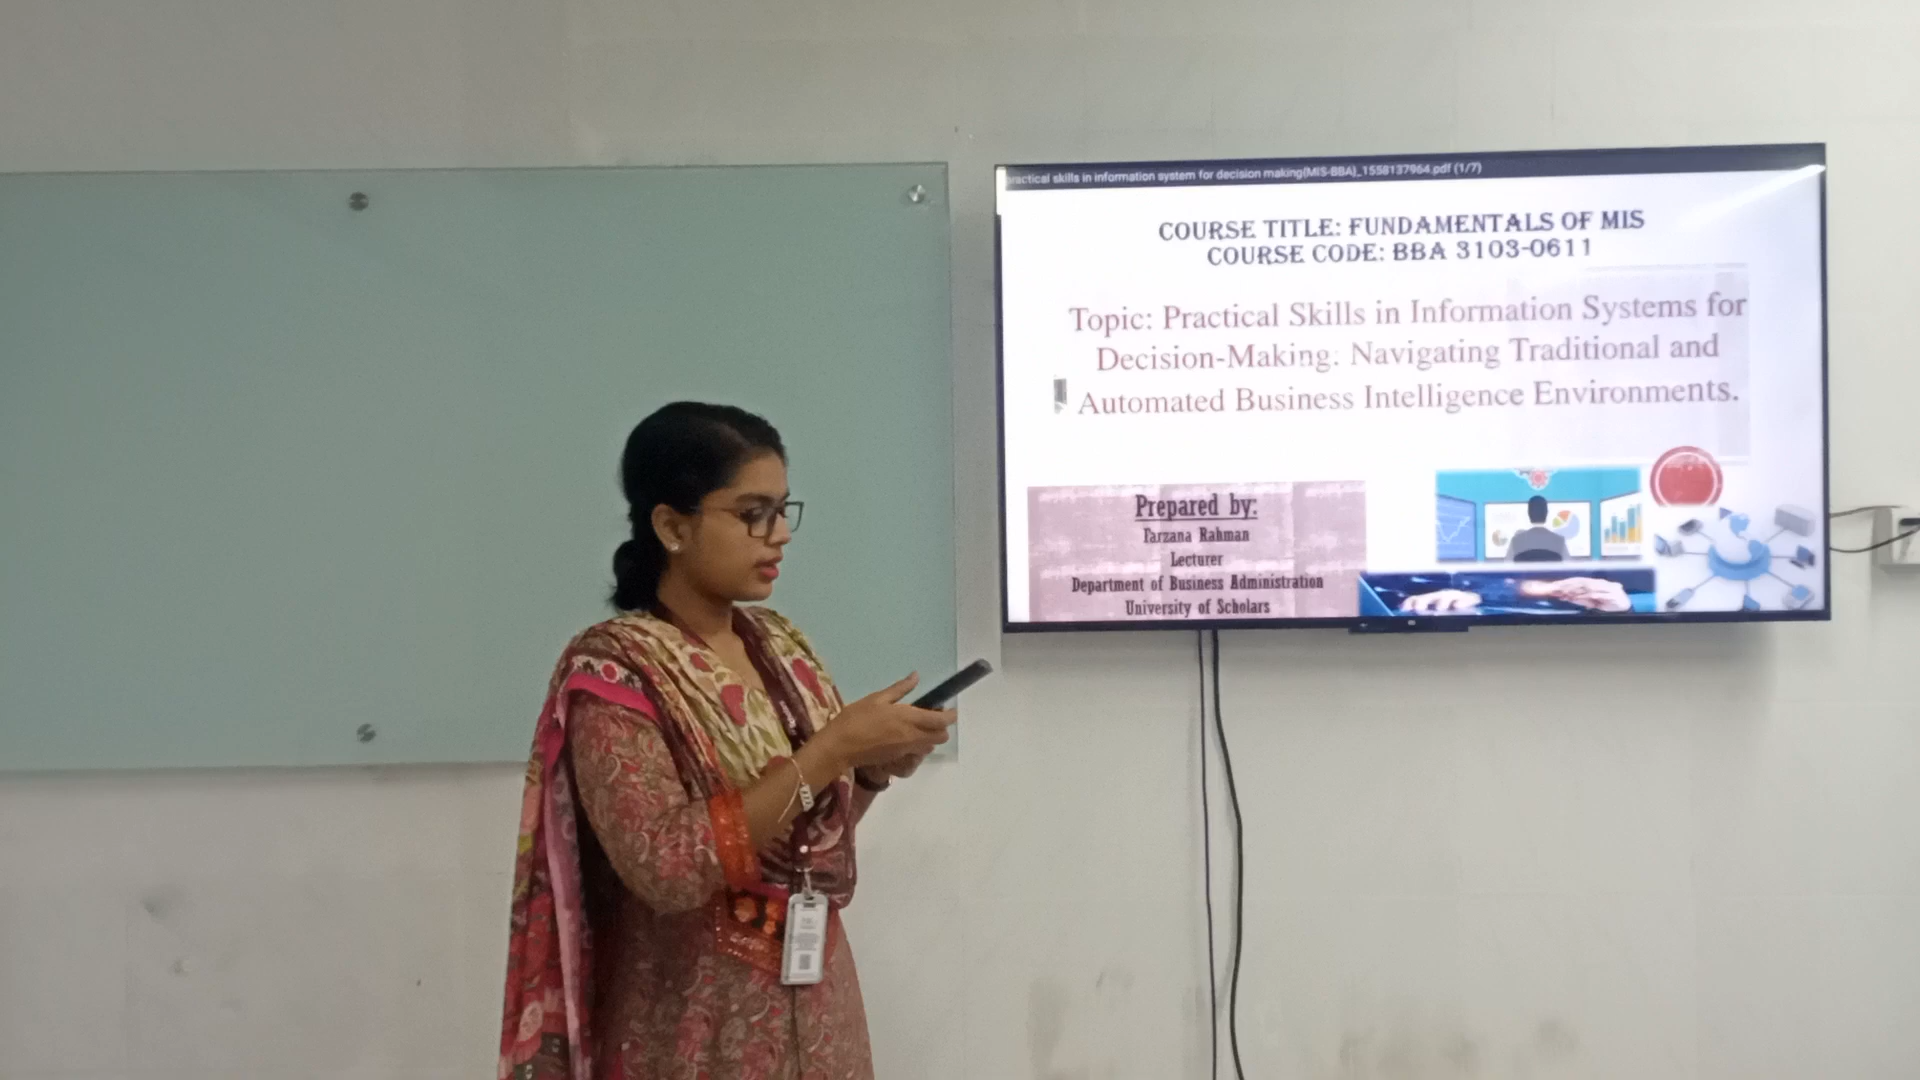 practical skills in information system for decision making(MIS-BBA)_1558137964.pdf (1/7)
COURSE TITLE: FUNDAMENTALS OF MIS
COURSE CODE: BBA 3103-0611
Topic: Practical Skills in Information Systems for
Decision-Making: Navigating Traditional and
Automated Business Intelligence Environments.
Prepared by:
Tarzana Rahman
Lecturer
Department of Business Administration
University of Scholars